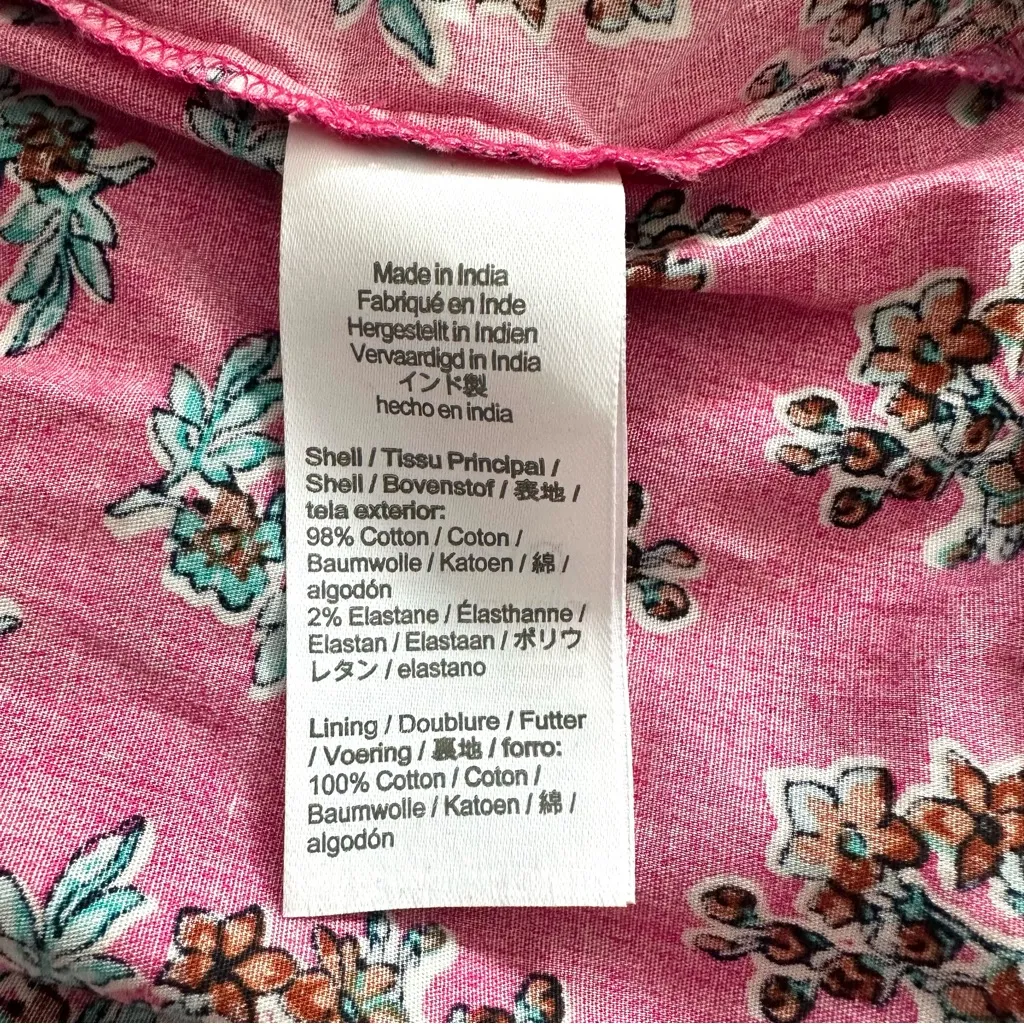 Made in India
Fabriqué en Inde
Hergestellt in Indien
Vervaardigd in India
インド製
hecho en india
Shell / Tissu Principal /
Shell / Bovenstof / 表地 /
tela exterior:
98% Cotton / Coton /
Baumwolle / Katoen / 綿 /
algodón
2% Elastane / Élasthanne /
Elastan / Elastaan / ポリウ
レタン / elastano
Lining / Doublure / Futter
/ Voering / 裏地 / forro:
100% Cotton / Coton /
Baumwolle / Katoen / 綿 /
algodón